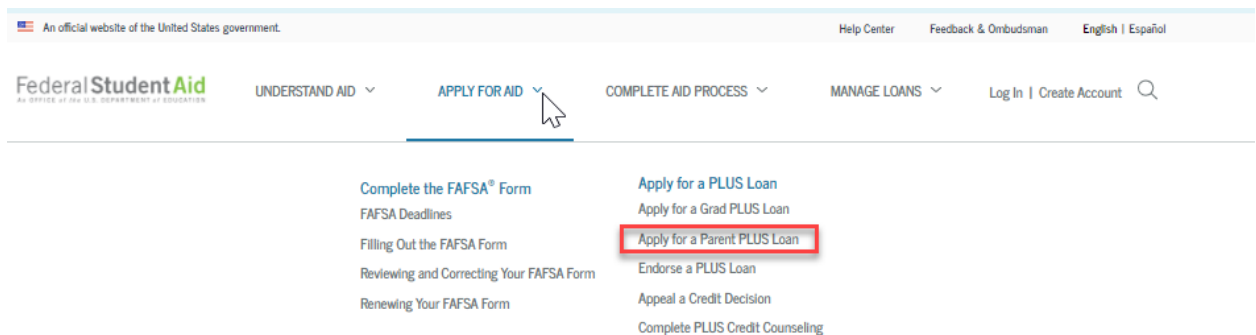 An official website of the United States government.
Help Center Feedback & Ombudsman English | Español
Federal Student Aid
An OFFICE of the U.S. DEPARTMENT of EDUCATION
UNDERSTAND AID APPLY FOR AID COMPLETE AID PROCESS MANAGE LOANS Log In | Create Account
Complete the FAFSA® Form
FAFSA Deadlines
Filling Out the FAFSA Form
Reviewing and Correcting Your FAFSA Form
Renewing Your FAFSA Form
Apply for a PLUS Loan
Apply for a Grad PLUS Loan
Apply for a Parent PLUS Loan
Endorse a PLUS Loan
Appeal a Credit Decision
Complete PLUS Credit Counseling